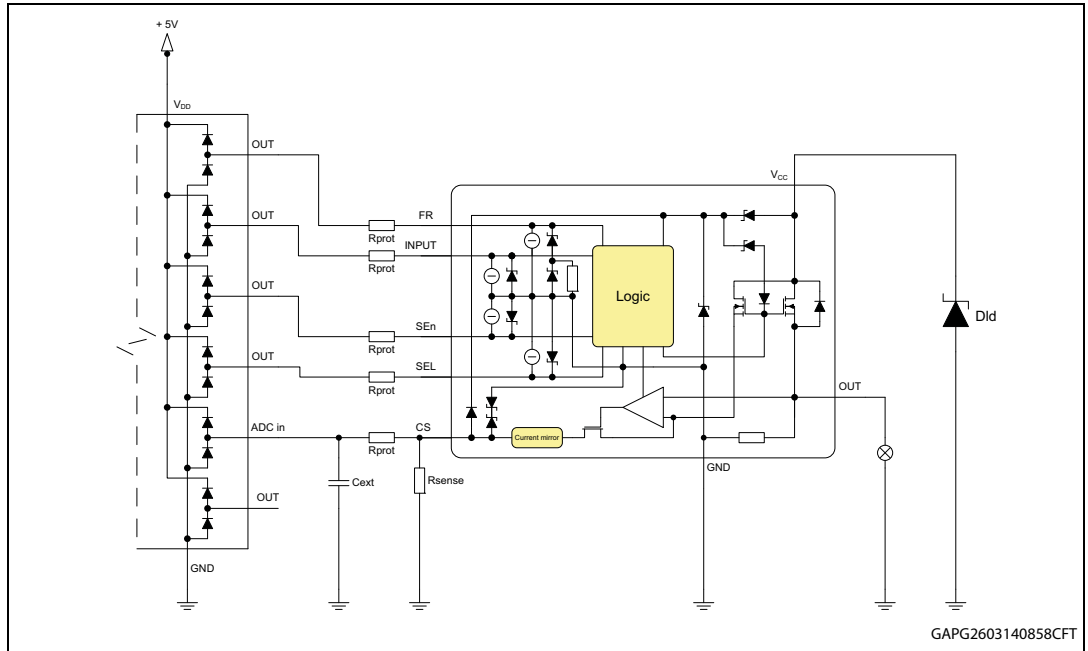 + 5V
VDD
OUT
OUT
OUT
OUT
ADC in
OUT
GND
Rprot
Rprot
Rprot
Rprot
Rprot
FR
INPUT
SEn
SEL
CS
Cext
Rsense
Logic
Current mirror
VCC
OUT
GND
Dld
GAPG2603140858CFT